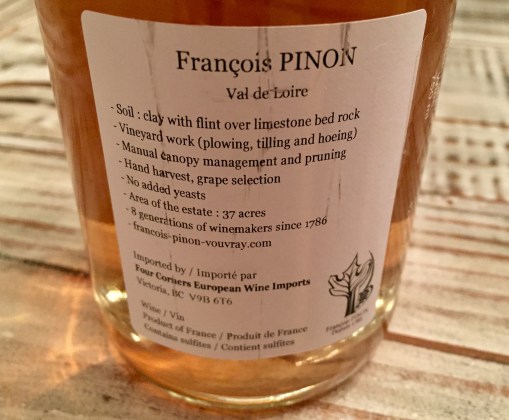 François PINON
Val de Loire
- Soil : clay with flint over limestone bed rock
- Vineyard work (plowing, tilling and hoeing)
- Manual canopy management and pruning
- Hand harvest, grape selection
- No added yeasts
- Area of the estate : 37 acres
- 8 generations of winemakers since 1786
- francois-pinon-vouvray.com
Imported by / Importé par
Four Corners European Wine Imports
Victoria, BC V9B 6T6
Wine / Vin
Product of France / Produit de France
Contains sulfites / Contient sulfites